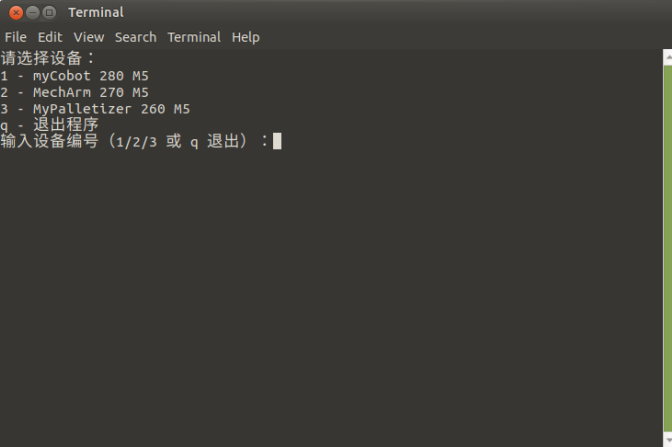 Terminal
File Edit View Search Terminal Help
请选择设备：
1 - myCobot 280 M5
2 - MechArm 270 M5
3 - MyPalletizer 260 M5
q - 退出程序
输入设备编号（1/2/3 或 q 退出）：